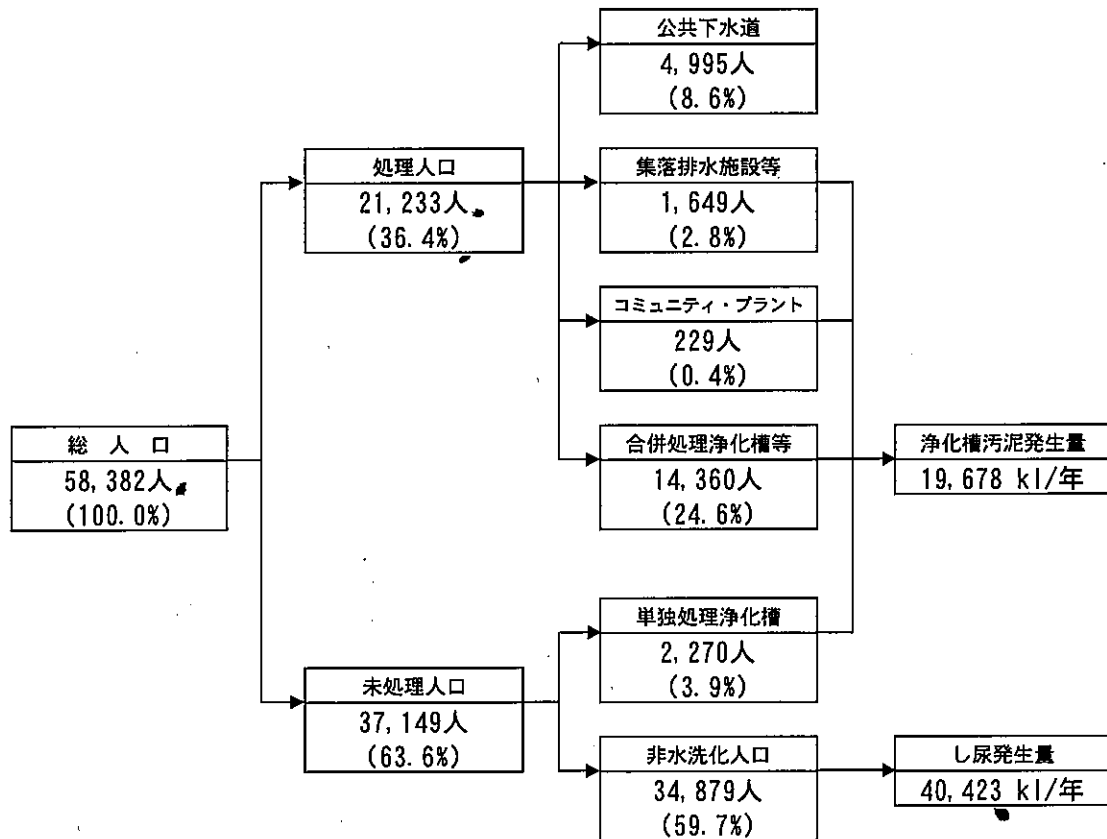 公共下水道
4,995人
(8.6%)
処理人口
21,233人
(36.4%)
集落排水施設等
1,649人
(2.8%)
コミュニティ・プラント
229人
(0.4%)
総人口
58,382人
(100.0%)
合併処理浄化槽等
14,360人
(24.6%)
浄化槽汚泥発生量
19,678 kl/年
単独処理浄化槽
2,270人
(3.9%)
未処理人口
37,149人
(63.6%)
非水洗化人口
34,879人
(59.7%)
し尿発生量
40,423 kl/年